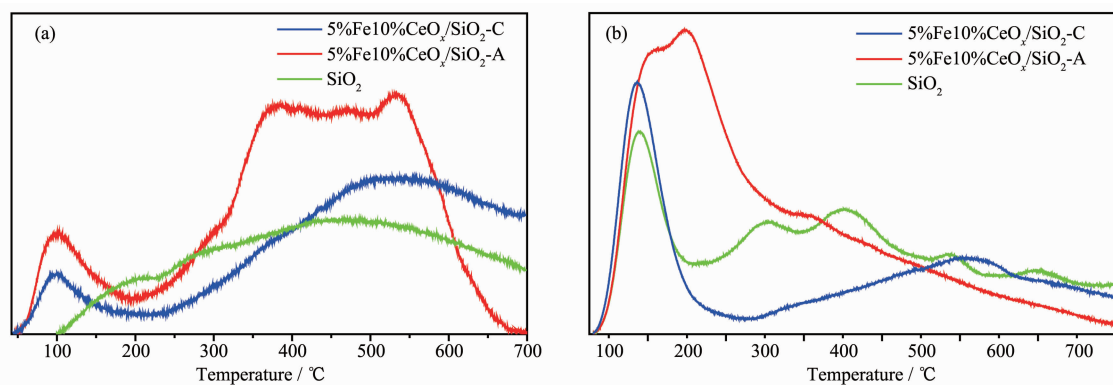 (a)
5%Fe10%CeOₓ/SiO₂-C
5%Fe10%CeOₓ/SiO₂-A
SiO₂
100 200 300 400 500 600 700
Temperature / ℃
(b)
5%Fe10%CeOₓ/SiO₂-C
5%Fe10%CeOₓ/SiO₂-A
SiO₂
100 200 300 400 500 600 700
Temperature / ℃